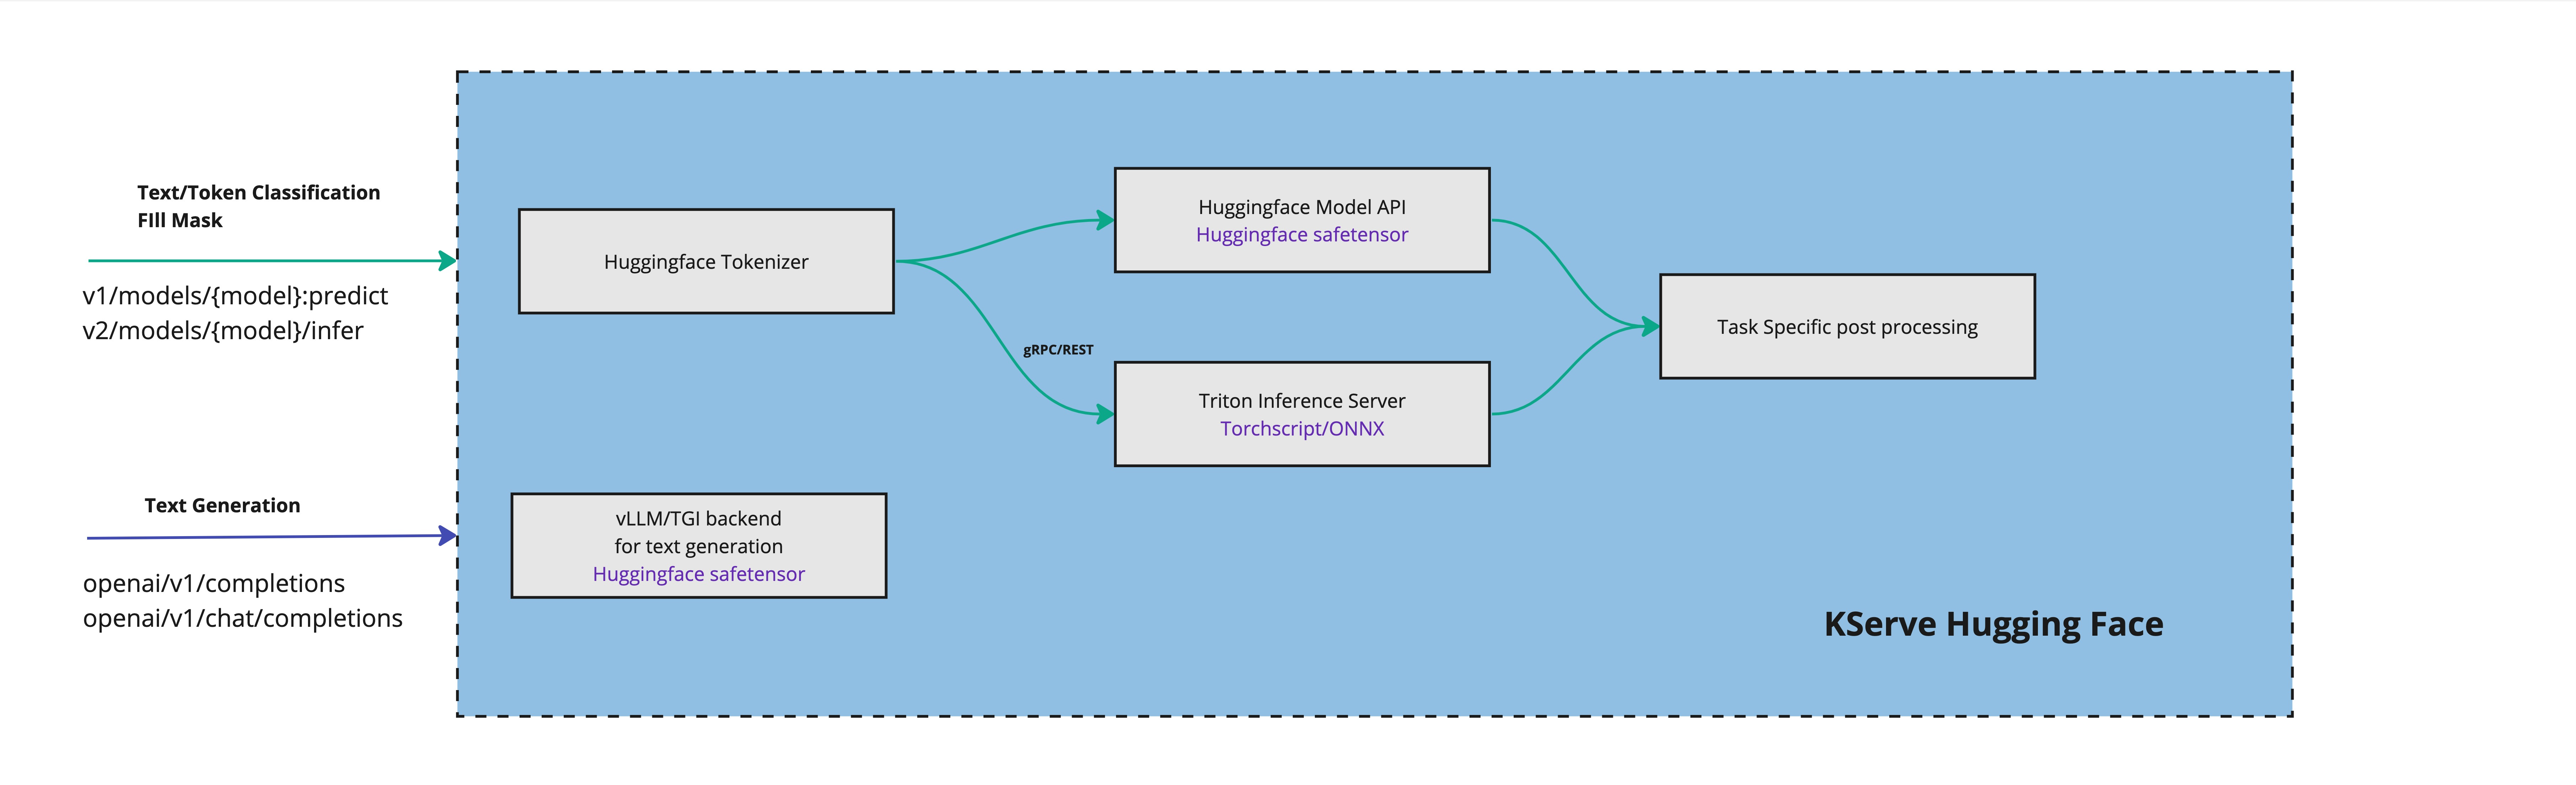 Text/Token Classification
FIll Mask
v1/models/{model}:predict
v2/models/{model}/infer
Text Generation
openai/v1/completions
openai/v1/chat/completions
Huggingface Tokenizer
gRPC/REST
Huggingface Model API
Huggingface safetensor
Triton Inference Server
Torchscript/ONNX
Task Specific post processing
vLLM/TGI backend
for text generation
Huggingface safetensor
KServe Hugging Face